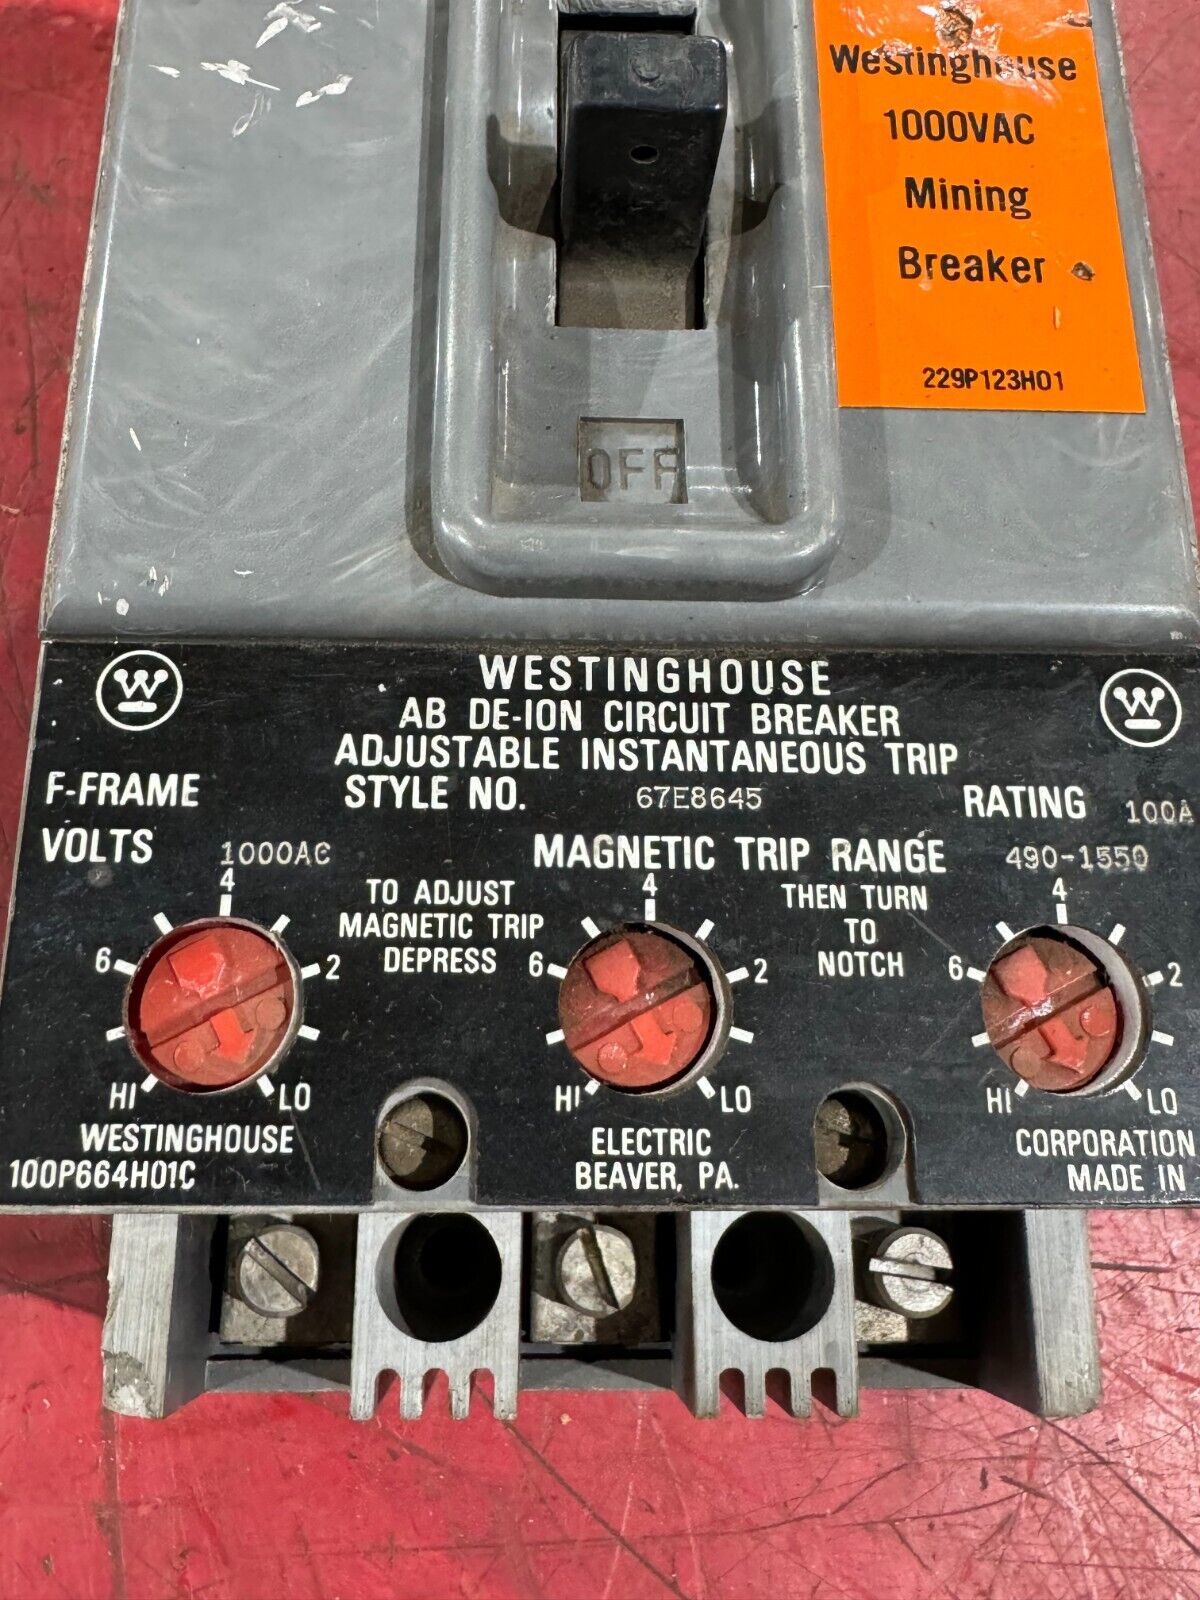 Westinghouse
1000VAC
Mining
Breaker
229P123H01
OFF
W
W
WESTINGHOUSE
AB DE-ION CIRCUIT BREAKER
ADJUSTABLE INSTANTANEOUS TRIP
F-FRAME STYLE NO. 67E8645 RATING 100A
VOLTS 1000AC MAGNETIC TRIP RANGE 490-1550
TO ADJUST
MAGNETIC TRIP
DEPRESS
THEN TURN
TO
NOTCH
4
6 2
HI LO
4
6 2
HI LO
4
6 2
HI LO
WESTINGHOUSE ELECTRIC CORPORATION
100P664H01C BEAVER, PA. MADE IN